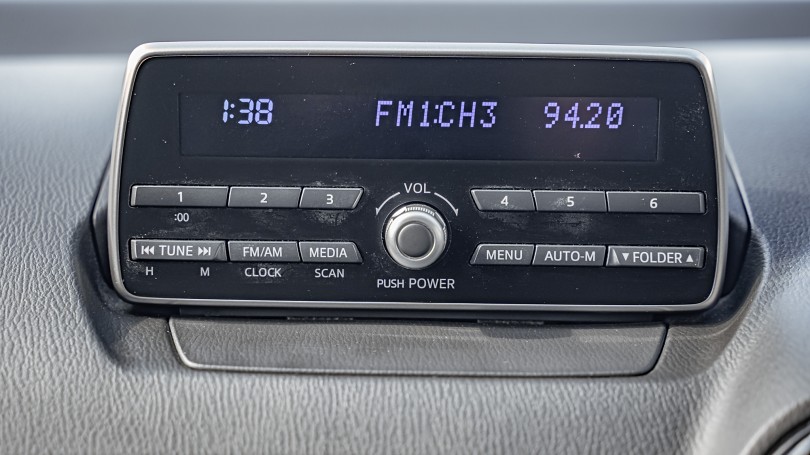 1:38 FM1:CH3 94.20
VOL
1 2 3 4 5 6
:00
TUNE FM/AM MEDIA MENU AUTO-M ▼ FOLDER ▲
H M CLOCK SCAN
PUSH POWER